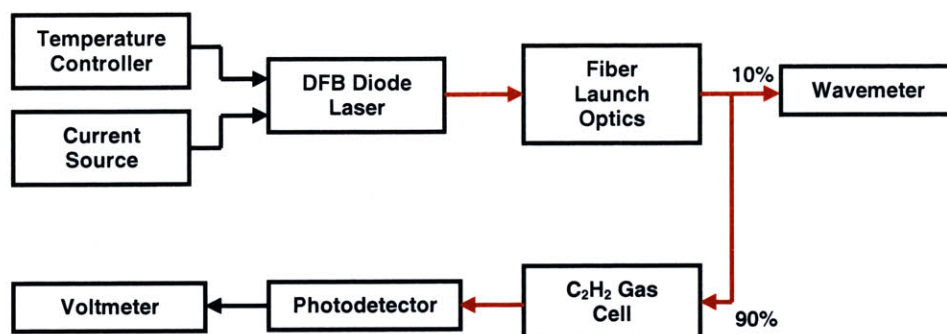 Temperature
Controller
Current
Source
DFB Diode
Laser
Fiber
Launch
Optics
10%
Wavemeter
Voltmeter
Photodetector
C₂H₂ Gas
Cell
90%